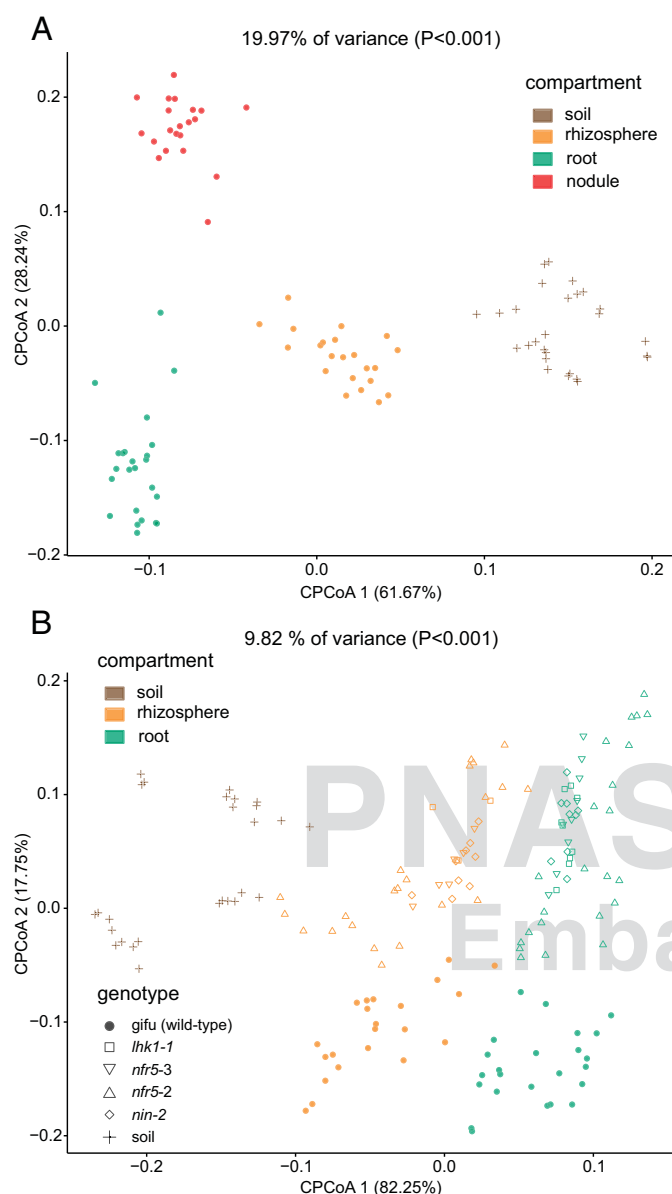 A
19.97% of variance (P<0.001)
compartment
soil
rhizosphere
root
nodule
0.2
0.1
0.0
−0.1
−0.2
CPCoA 2 (28.24%)
−0.1
0.0
0.1
0.2
CPCoA 1 (61.67%)
B
9.82 % of variance (P<0.001)
compartment
soil
rhizosphere
root
PNAS
Emba
0.2
0.1
0.0
−0.1
−0.2
CPCoA 2 (17.75%)
genotype
gifu (wild-type)
lhk1-1
nfr5-3
nfr5-2
nin-2
soil
−0.2
−0.1
0.0
0.1
CPCoA 1 (82.25%)